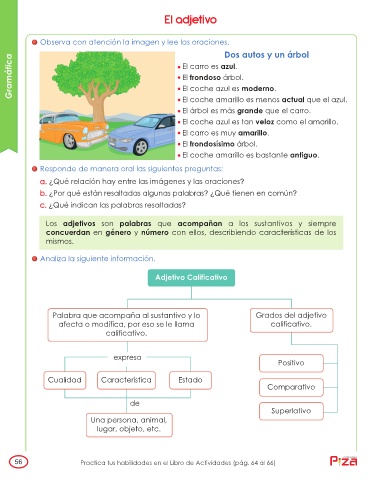 El adjetivo
Observa con atención la imagen y lee las oraciones.
Gramática
Dos autos y un árbol
• El carro es azul.
• El frondoso árbol.
• El coche azul es moderno.
• El coche amarillo es menos actual que el azul.
• El árbol es más grande que el carro.
• El coche azul es tan veloz como el amarillo.
• El carro es muy amarillo.
• El frondosísimo árbol.
• El coche amarillo es bastante antiguo.
Responde de manera oral las siguientes preguntas:
a. ¿Qué relación hay entre las imágenes y las oraciones?
b. ¿Por qué están resaltadas algunas palabras? ¿Qué tienen en común?
c. ¿Qué indican las palabras resaltadas?
Los adjetivos son palabras que acompañan a los sustantivos y siempre
concuerdan en género y número con ellos, describiendo características de los
mismos.
Analiza la siguiente información.
Adjetivo Calificativo
Palabra que acompaña al sustantivo y lo
afecta o modifica, por eso se le llama
calificativo.
Grados del adjetivo
calificativo.
expresa
Positivo
Cualidad
Característica
Estado
Comparativo
de
Superlativo
Una persona, animal,
lugar, objeto, etc.
56
Practica tus habilidades en el Libro de Actividades (pág. 64 al 66)